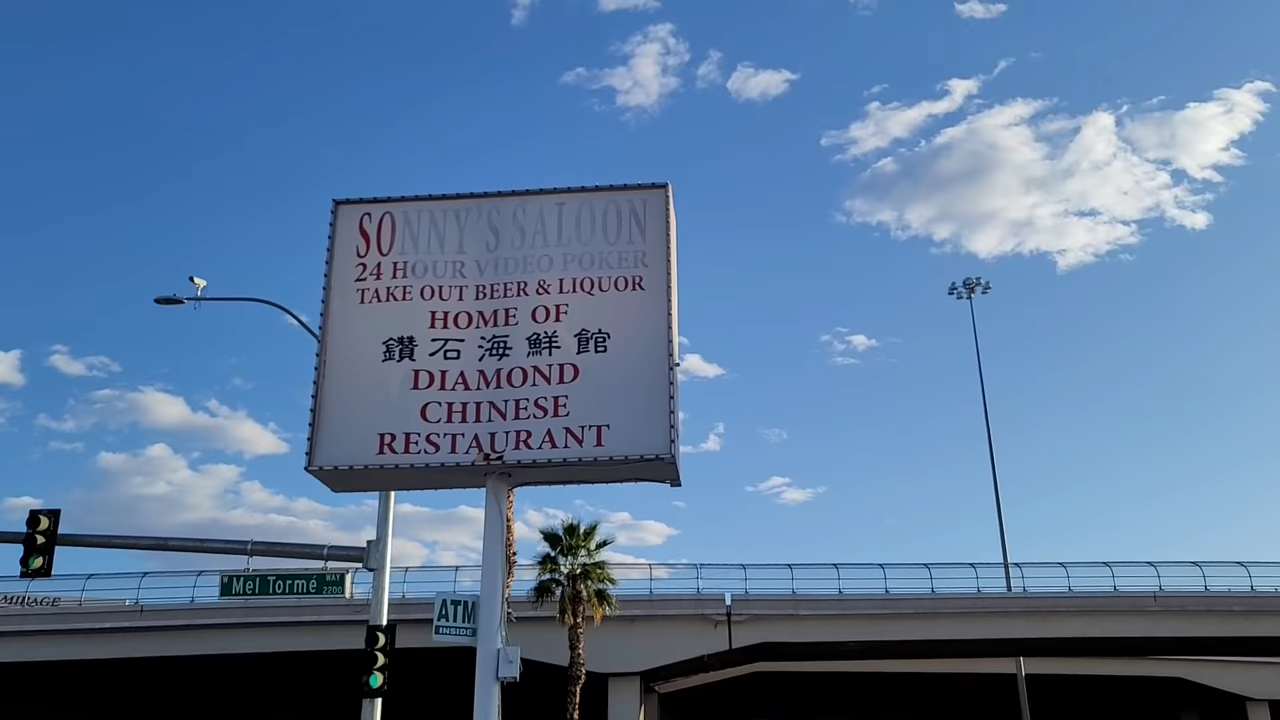 SONNY'S SALOON
24 HOUR VIDEO POKER
TAKE OUT BEER & LIQUOR
HOME OF
鑽石海鮮館
DIAMOND
CHINESE
RESTAURANT
W Mel Tormé WAY 2200
MIRAGE
ATM
INSIDE